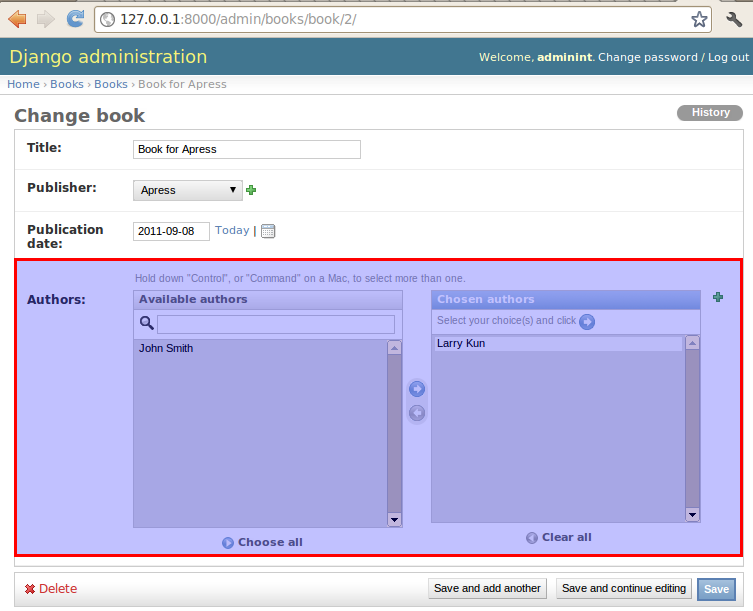 127.0.0.1:8000/admin/books/book/2/
Django administration
Welcome, adminint. Change password / Log out
Home › Books › Books › Book for Apress
Change book
History
Title: Book for Apress
Publisher: Apress
Publication date: 2011-09-08 Today |
Hold down "Control", or "Command" on a Mac, to select more than one.
Authors:
Available authors
John Smith
Choose all
Chosen authors
Select your choice(s) and click
Larry Kun
Clear all
Delete
Save and add another
Save and continue editing
Save